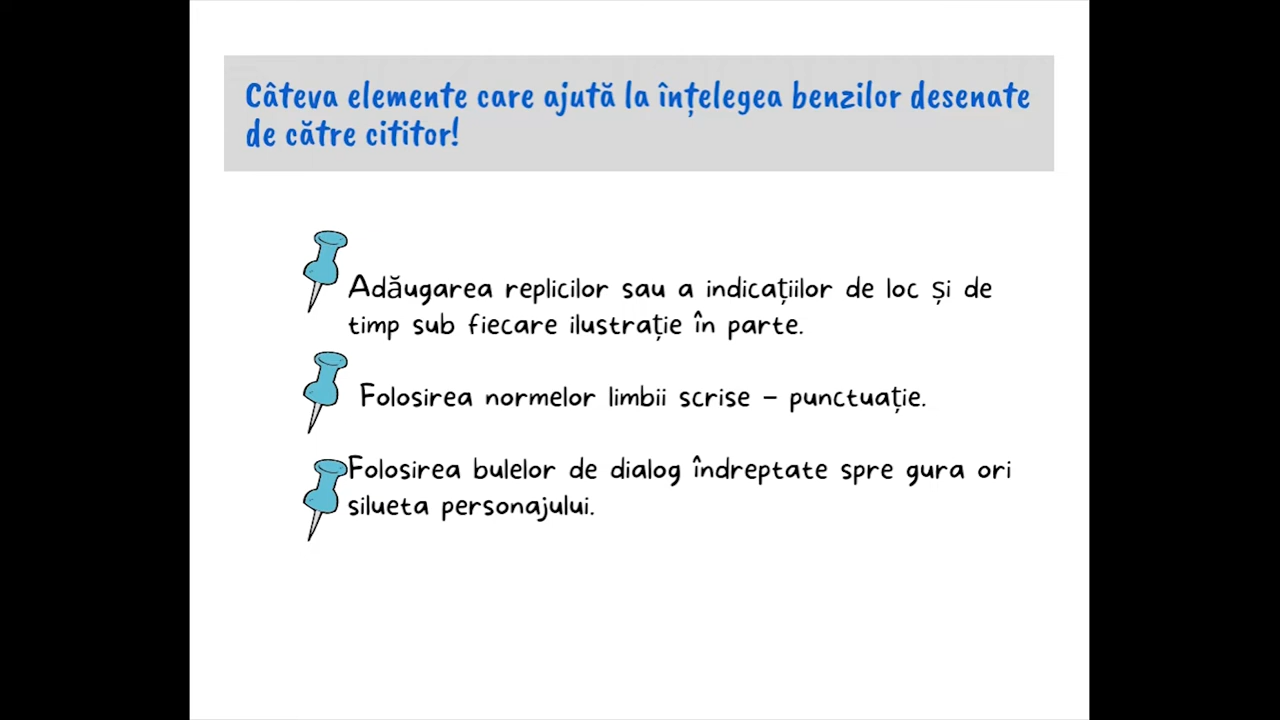 Câteva elemente care ajută la înțelegea benzilor desenate
de către cititor!
Adăugarea replicilor sau a indicațiilor de loc și de
timp sub fiecare ilustrație în parte.
Folosirea normelor limbii scrise – punctuație.
Folosirea bulelor de dialog îndreptate spre gura ori
silueta personajului.